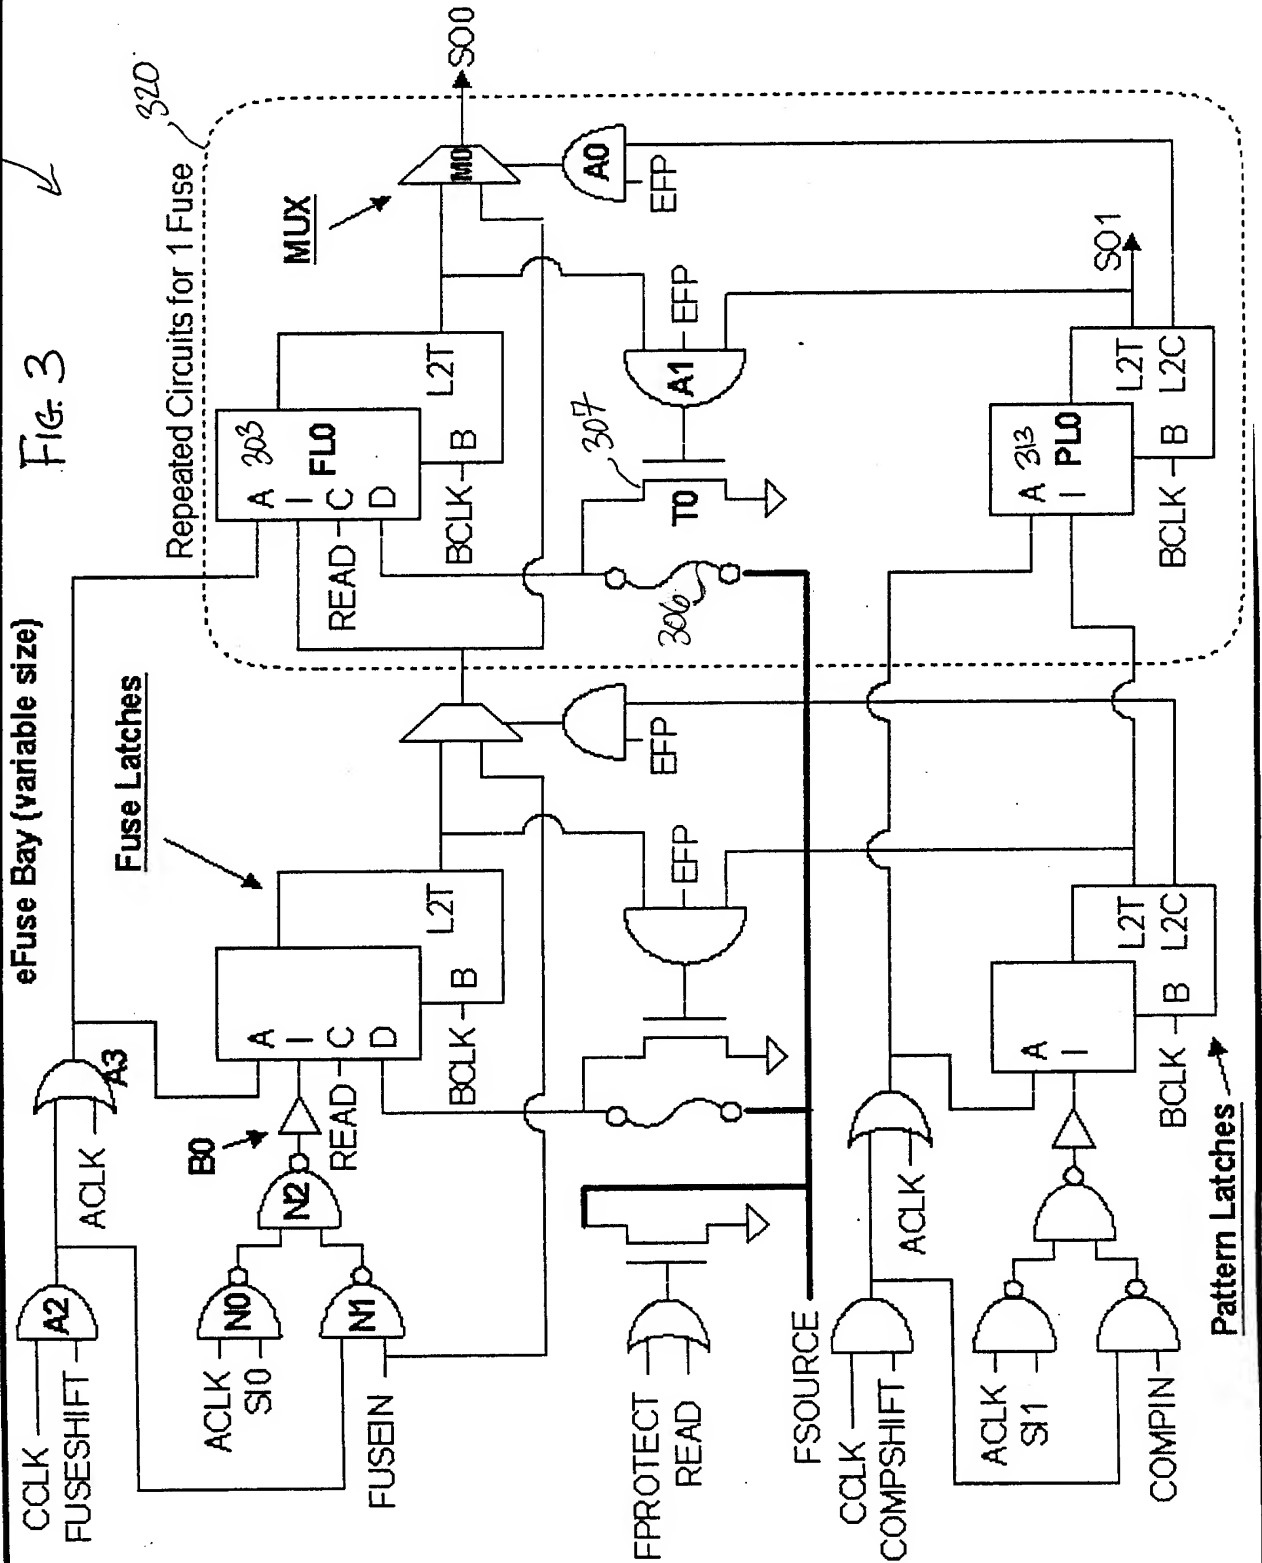 FIG. 3
eFuse Bay (variable size)
Repeated Circuits for 1 Fuse
320
CCLK
FUSESHIFT
A2
ACLK
A3
Fuse Latches
MUX
ACLK
SI0
N0
FUSEIN
N1
N2
B0
A
I
READ
C
D
BCLK
B
L2T
EFP
A
303
I
FL0
READ
C
D
BCLK
B
L2T
M0
SO0
A0
EFP
FPROTECT
READ
EFP
306
307
T0
A1
EFP
FSOURCE
CCLK
COMPSHIFT
ACLK
ACLK
SI1
COMPIN
A
I
BCLK
B
L2T
L2C
Pattern Latches
A
313
I
PL0
BCLK
B
L2T
L2C
SO1